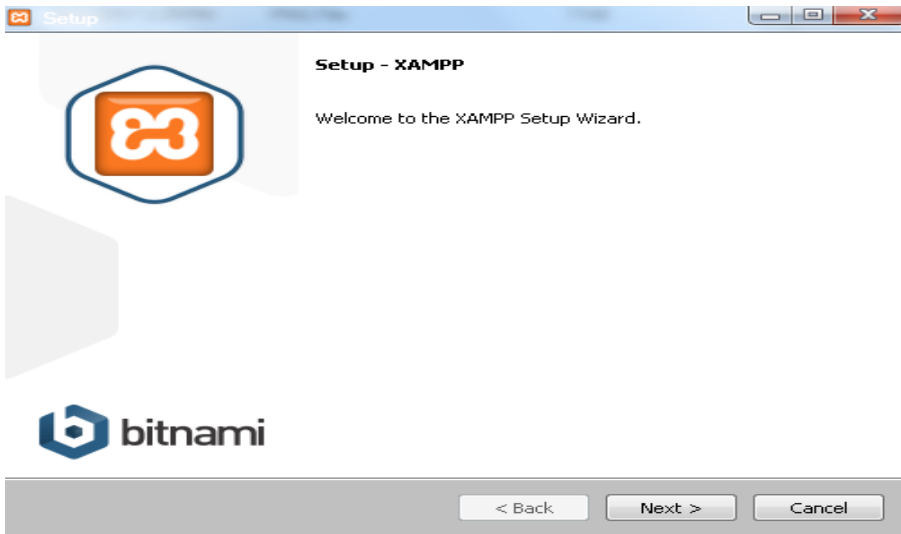 Setup
Setup - XAMPP
Welcome to the XAMPP Setup Wizard.
bitnami
< Back
Next >
Cancel